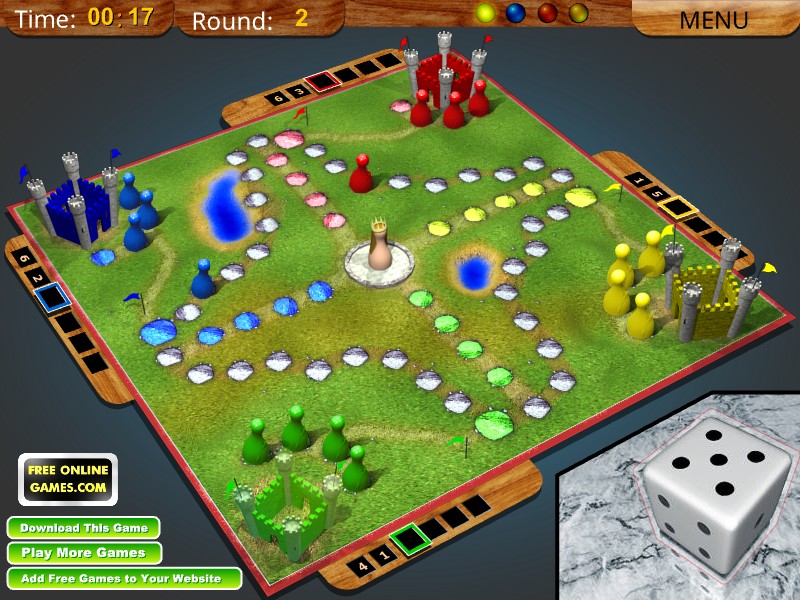 Time: 00:17
Round: 2
MENU
6 3
1 5
6 2
4 1
FREE ONLINE
GAMES.COM
Download This Game
Play More Games
Add Free Games to Your Website